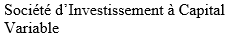 Société d’Investissement à Capital
Variable